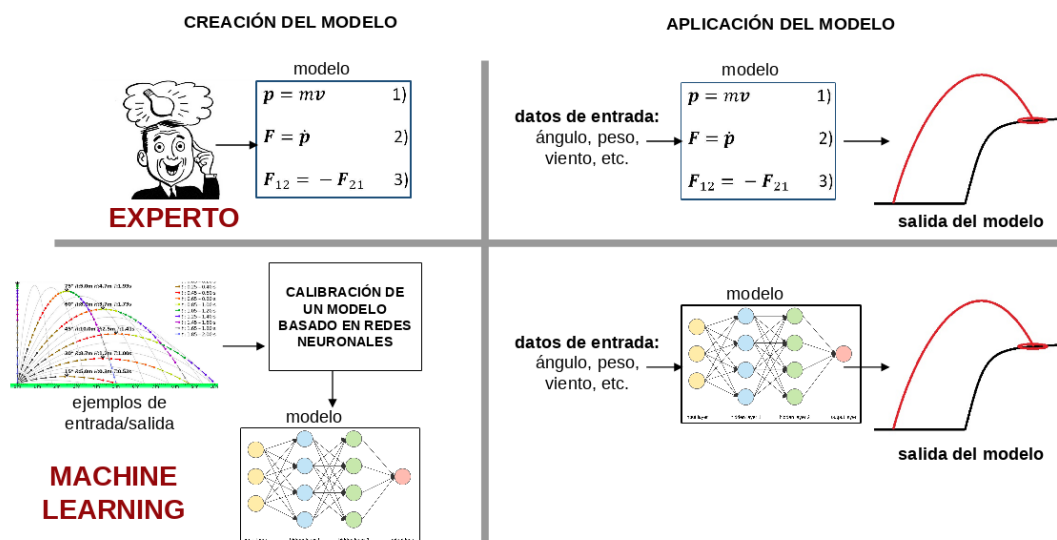 CREACIÓN DEL MODELO
APLICACIÓN DEL MODELO
modelo
p = mv 1)
F = ṗ 2)
F₁₂ = − F₂₁ 3)
EXPERTO
modelo
datos de entrada:
ángulo, peso,
viento, etc.
p = mv 1)
F = ṗ 2)
F₁₂ = − F₂₁ 3)
salida del modelo
CALIBRACIÓN DE
UN MODELO
BASADO EN REDES
NEURONALES
ejemplos de
entrada/salida
modelo
MACHINE
LEARNING
modelo
datos de entrada:
ángulo, peso,
viento, etc.
salida del modelo